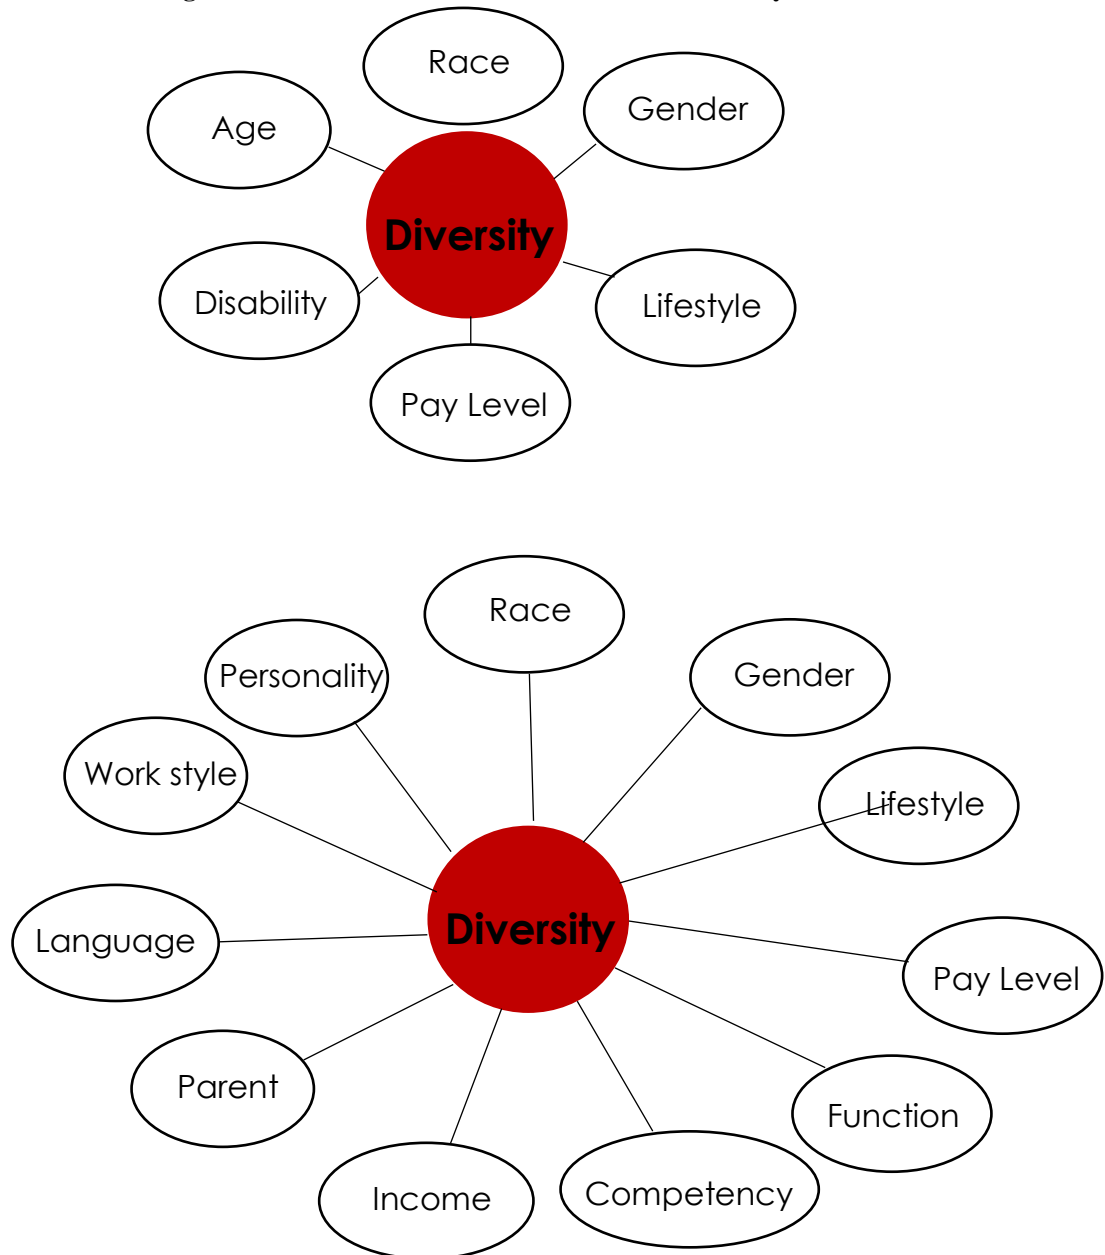 Race
Gender
Age
Diversity
Disability
Lifestyle
Pay Level
Race
Personality
Gender
Work style
Lifestyle
Diversity
Language
Pay Level
Parent
Function
Income
Competency